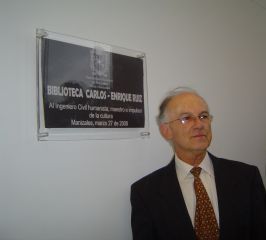 BIBLIOTECA CARLOS - ENRIQUE RUIZ
Al Ingeniero Civil humanista, maestro e impulsor
de la cultura
Manizales, marzo 27 de 2008